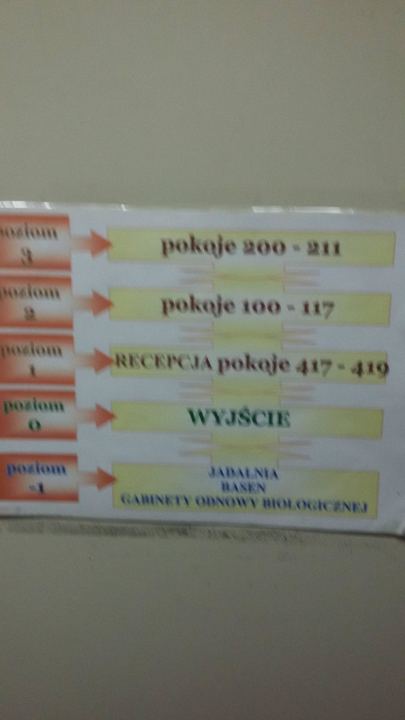 poziom
3
pokoje 200 - 211
poziom
2
pokoje 100 - 117
poziom
1
RECEPCJA pokoje 417 - 419
poziom
0
WYJŚCIE
poziom
-1
JADALNIA
BASEN
GABINETY ODNOWY BIOLOGICZNEJ